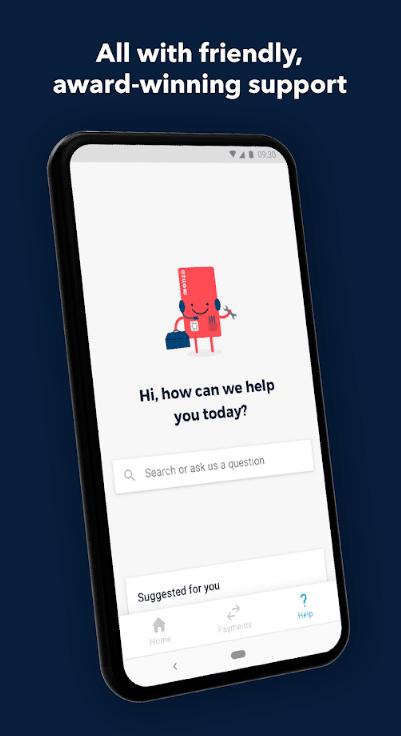 All with friendly,
award-winning support
09.30
monzo
Hi, how can we help
you today?
Search or ask us a question
Suggested for you
Home
Payments
?
Help